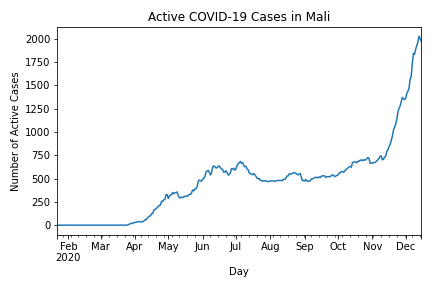 Active COVID-19 Cases in Mali
Number of Active Cases
2000
1750
1500
1250
1000
750
500
250
0
Feb Mar Apr May Jun Jul Aug Sep Oct Nov Dec
2020
Day